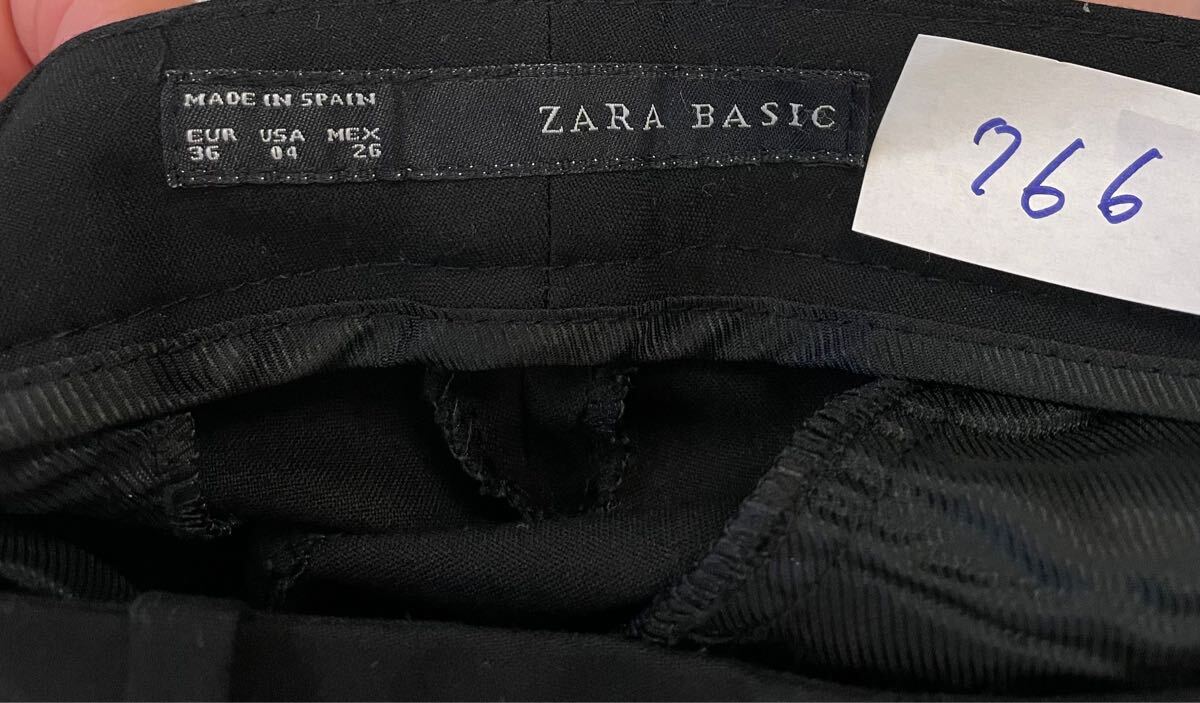 MADE IN SPAIN
EUR USA MEX
36 04 26
ZARA BASIC
766